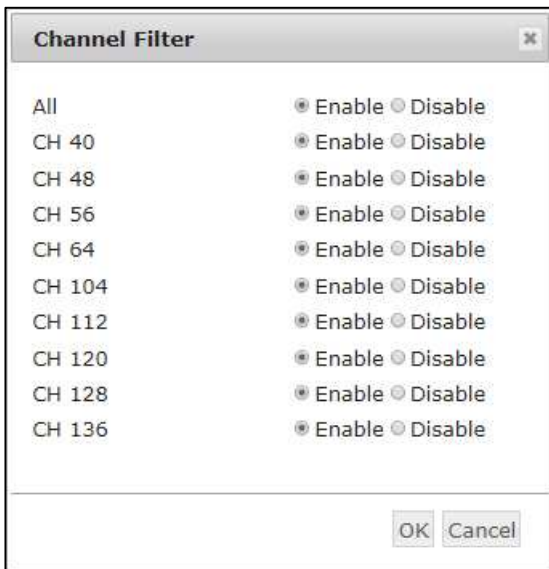 Channel Filter
All Enable Disable
CH 40 Enable Disable
CH 48 Enable Disable
CH 56 Enable Disable
CH 64 Enable Disable
CH 104 Enable Disable
CH 112 Enable Disable
CH 120 Enable Disable
CH 128 Enable Disable
CH 136 Enable Disable
OK Cancel